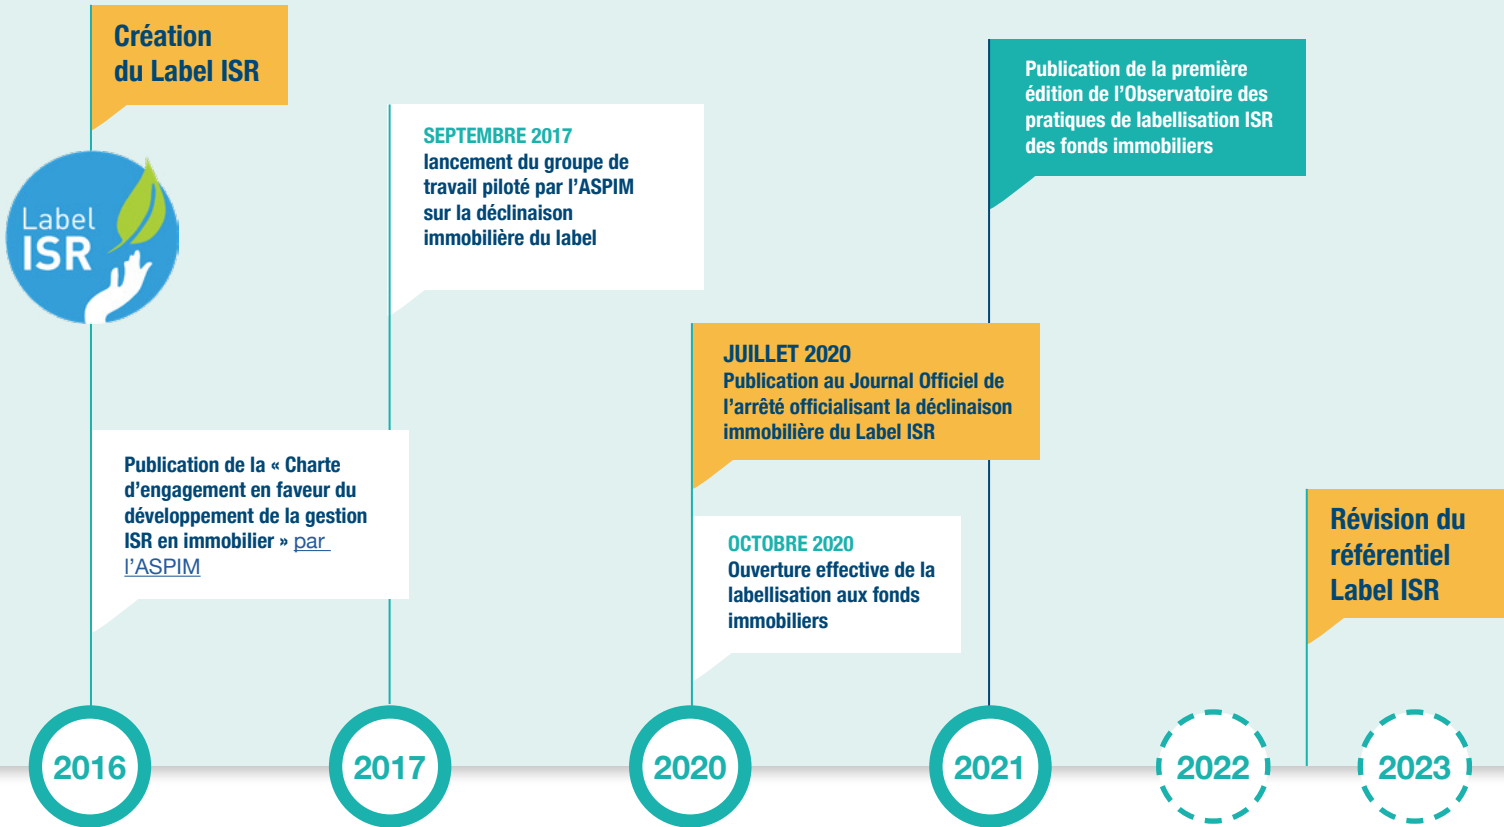 Création
du Label ISR
Label
ISR
Publication de la « Charte
d’engagement en faveur du
développement de la gestion
ISR en immobilier » par
l’ASPIM
SEPTEMBRE 2017
lancement du groupe de
travail piloté par l’ASPIM
sur la déclinaison
immobilière du label
JUILLET 2020
Publication au Journal Officiel de
l’arrêté officialisant la déclinaison
immobilière du Label ISR
OCTOBRE 2020
Ouverture effective de la
labellisation aux fonds
immobiliers
Publication de la première
édition de l’Observatoire des
pratiques de labellisation ISR
des fonds immobiliers
Révision du
référentiel
Label ISR
2016
2017
2020
2021
2022
2023